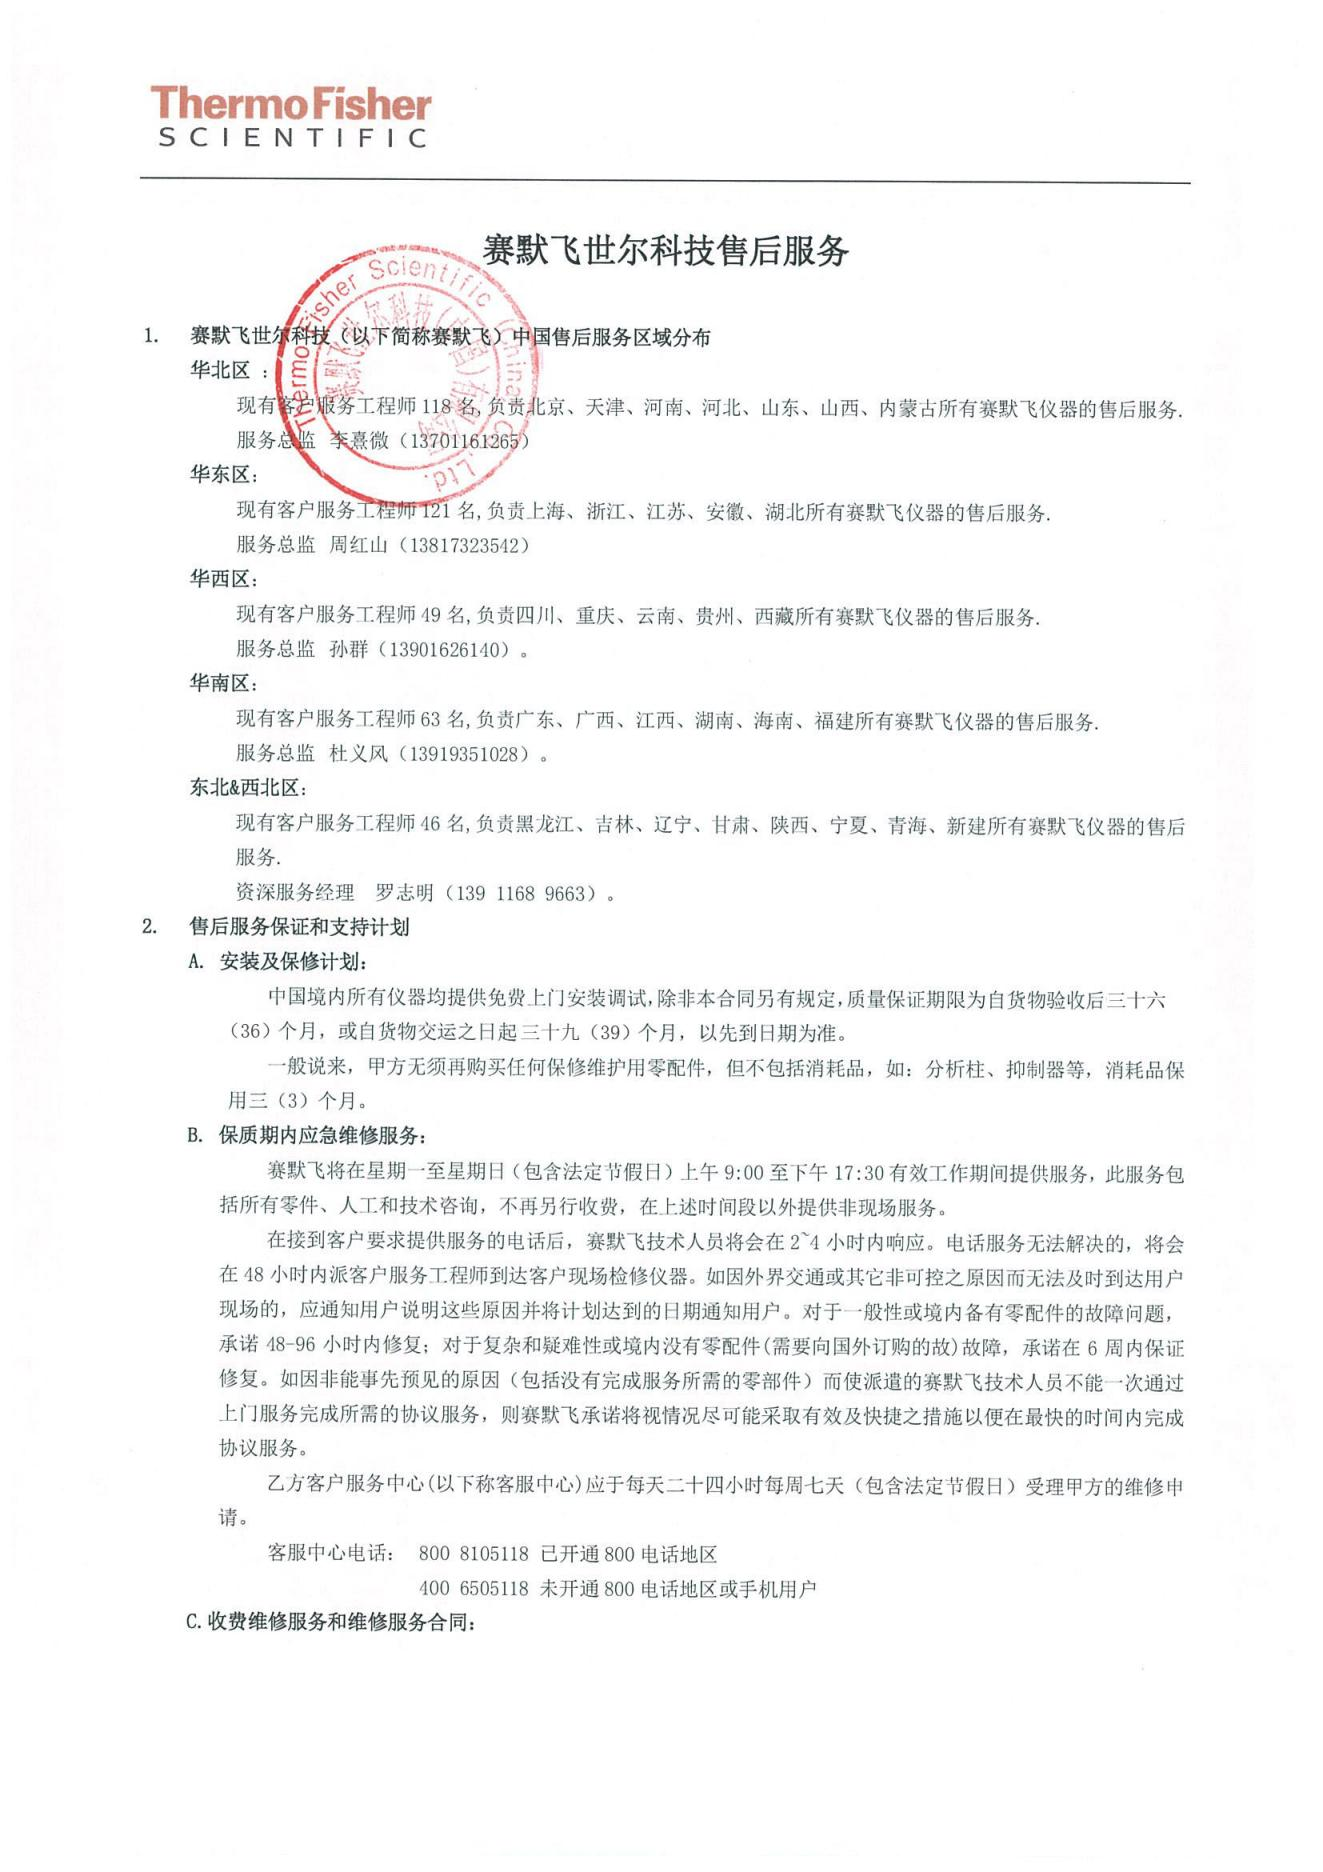 ThermoFisher
SCIENTIFIC
赛默飞世尔科技售后服务
1. 赛默飞世尔科技（以下简称赛默飞）中国售后服务区域分布
华北区 ：
现有客户服务工程师 118 名,负责北京、天津、河南、河北、山东、山西、内蒙古所有赛默飞仪器的售后服务.
服务总监 李熹微（13701161265）
华东区：
现有客户服务工程师 121 名,负责上海、浙江、江苏、安徽、湖北所有赛默飞仪器的售后服务.
服务总监 周红山（13817323542）
华西区：
现有客户服务工程师 49 名,负责四川、重庆、云南、贵州、西藏所有赛默飞仪器的售后服务.
服务总监 孙群（13901626140）。
华南区：
现有客户服务工程师 63 名,负责广东、广西、江西、湖南、海南、福建所有赛默飞仪器的售后服务.
服务总监 杜义风（13919351028）。
东北&西北区：
现有客户服务工程师 46 名,负责黑龙江、吉林、辽宁、甘肃、陕西、宁夏、青海、新建所有赛默飞仪器的售后
服务.
资深服务经理 罗志明（139 1168 9663）。
2. 售后服务保证和支持计划
A. 安装及保修计划：
中国境内所有仪器均提供免费上门安装调试,除非本合同另有规定,质量保证期限为自货物验收后三十六
（36）个月，或自货物交运之日起三十九（39）个月，以先到日期为准。
一般说来，甲方无须再购买任何保修维护用零配件，但不包括消耗品，如：分析柱、抑制器等，消耗品保
用三（3）个月。
B. 保质期内应急维修服务：
赛默飞将在星期一至星期日（包含法定节假日）上午 9:00 至下午 17:30 有效工作期间提供服务，此服务包
括所有零件、人工和技术咨询，不再另行收费，在上述时间段以外提供非现场服务。
在接到客户要求提供服务的电话后，赛默飞技术人员将会在 2~4 小时内响应。电话服务无法解决的，将会
在 48 小时内派客户服务工程师到达客户现场检修仪器。如因外界交通或其它非可控之原因而无法及时到达用户
现场的，应通知用户说明这些原因并将计划达到的日期通知用户。对于一般性或境内备有零配件的故障问题，
承诺 48-96 小时内修复；对于复杂和疑难性或境内没有零配件(需要向国外订购的故)故障，承诺在 6 周内保证
修复。如因非能事先预见的原因（包括没有完成服务所需的零部件）而使派遣的赛默飞技术人员不能一次通过
上门服务完成所需的协议服务，则赛默飞承诺将视情况尽可能采取有效及快捷之措施以便在最快的时间内完成
协议服务。
乙方客户服务中心(以下称客服中心)应于每天二十四小时每周七天（包含法定节假日）受理甲方的维修申
请。
客服中心电话： 800 8105118 已开通 800 电话地区
400 6505118 未开通 800 电话地区或手机用户
C.收费维修服务和维修服务合同：
Thermo Fisher Scientific (China) Co., Ltd.
赛默飞世尔科技（中国）有限公司